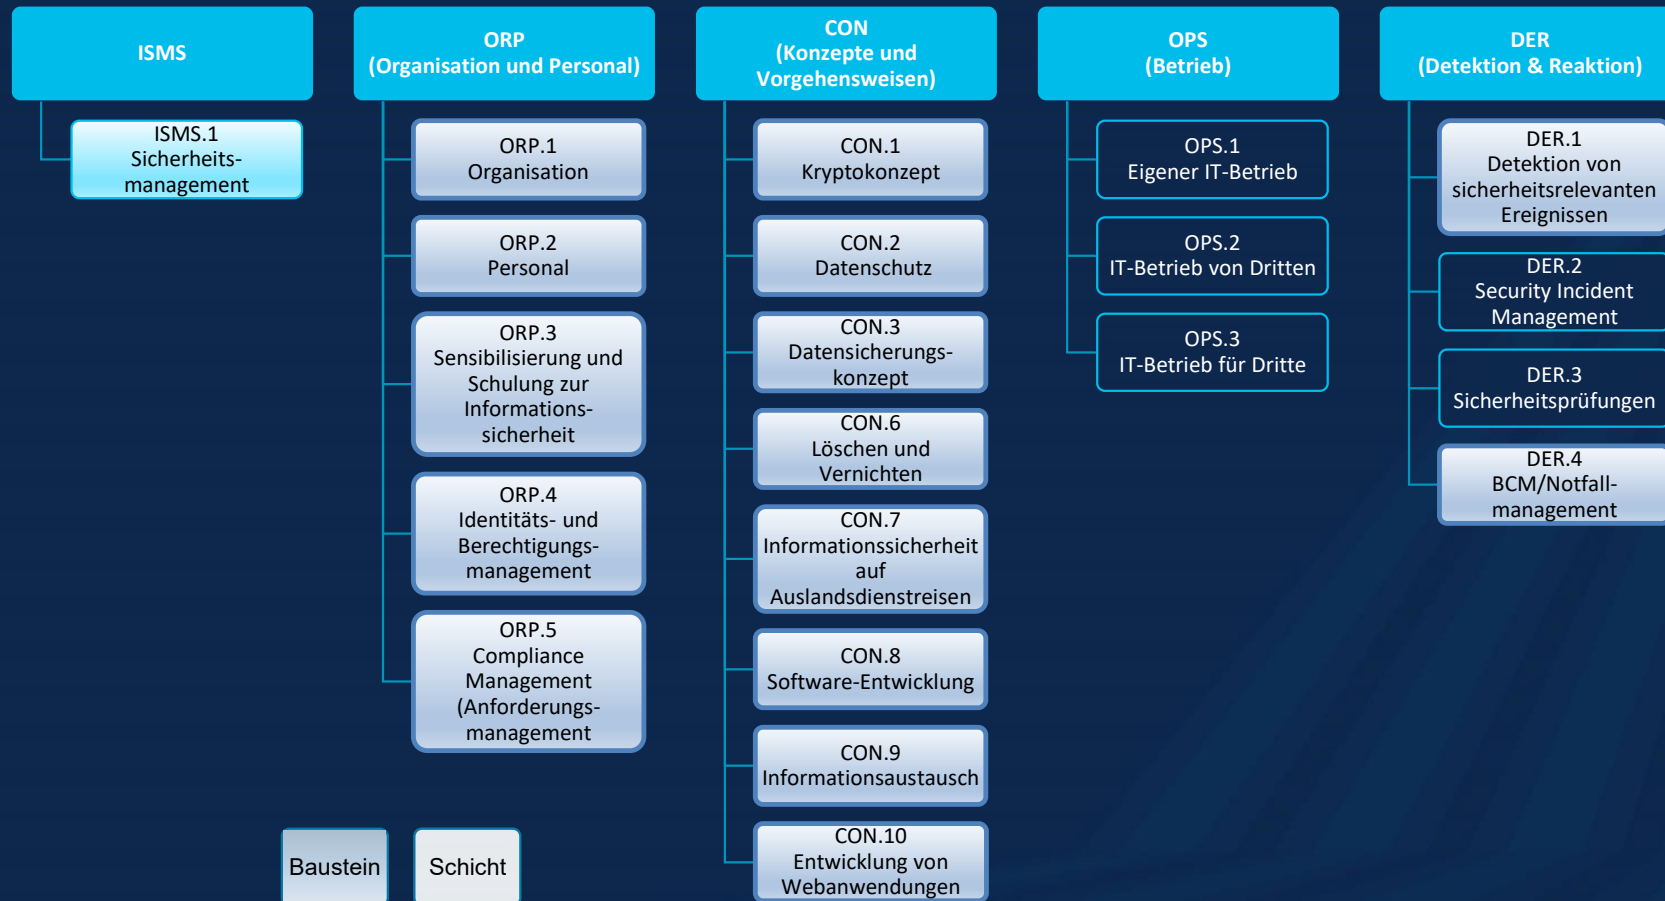 ISMS
ISMS.1
Sicherheits-
management
ORP
(Organisation und Personal)
ORP.1
Organisation
ORP.2
Personal
ORP.3
Sensibilisierung und
Schulung zur
Informations-
sicherheit
ORP.4
Identitäts- und
Berechtigungs-
management
ORP.5
Compliance
Management
(Anforderungs-
management
CON
(Konzepte und
Vorgehensweisen)
CON.1
Kryptokonzept
CON.2
Datenschutz
CON.3
Datensicherungs-
konzept
CON.6
Löschen und
Vernichten
CON.7
Informationssicherheit
auf
Auslandsdienstreisen
CON.8
Software-Entwicklung
CON.9
Informationsaustausch
CON.10
Entwicklung von
Webanwendungen
OPS
(Betrieb)
OPS.1
Eigener IT-Betrieb
OPS.2
IT-Betrieb von Dritten
OPS.3
IT-Betrieb für Dritte
DER
(Detektion & Reaktion)
DER.1
Detektion von
sicherheitsrelevanten
Ereignissen
DER.2
Security Incident
Management
DER.3
Sicherheitsprüfungen
DER.4
BCM/Notfall-
management
Baustein
Schicht